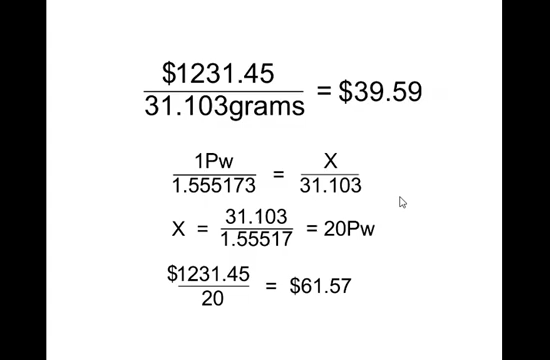 $1231.45
31.103grams
= $39.59
1Pw
1.555173
=
X
31.103
X =
31.103
1.55517
= 20Pw
$1231.45
20
= $61.57